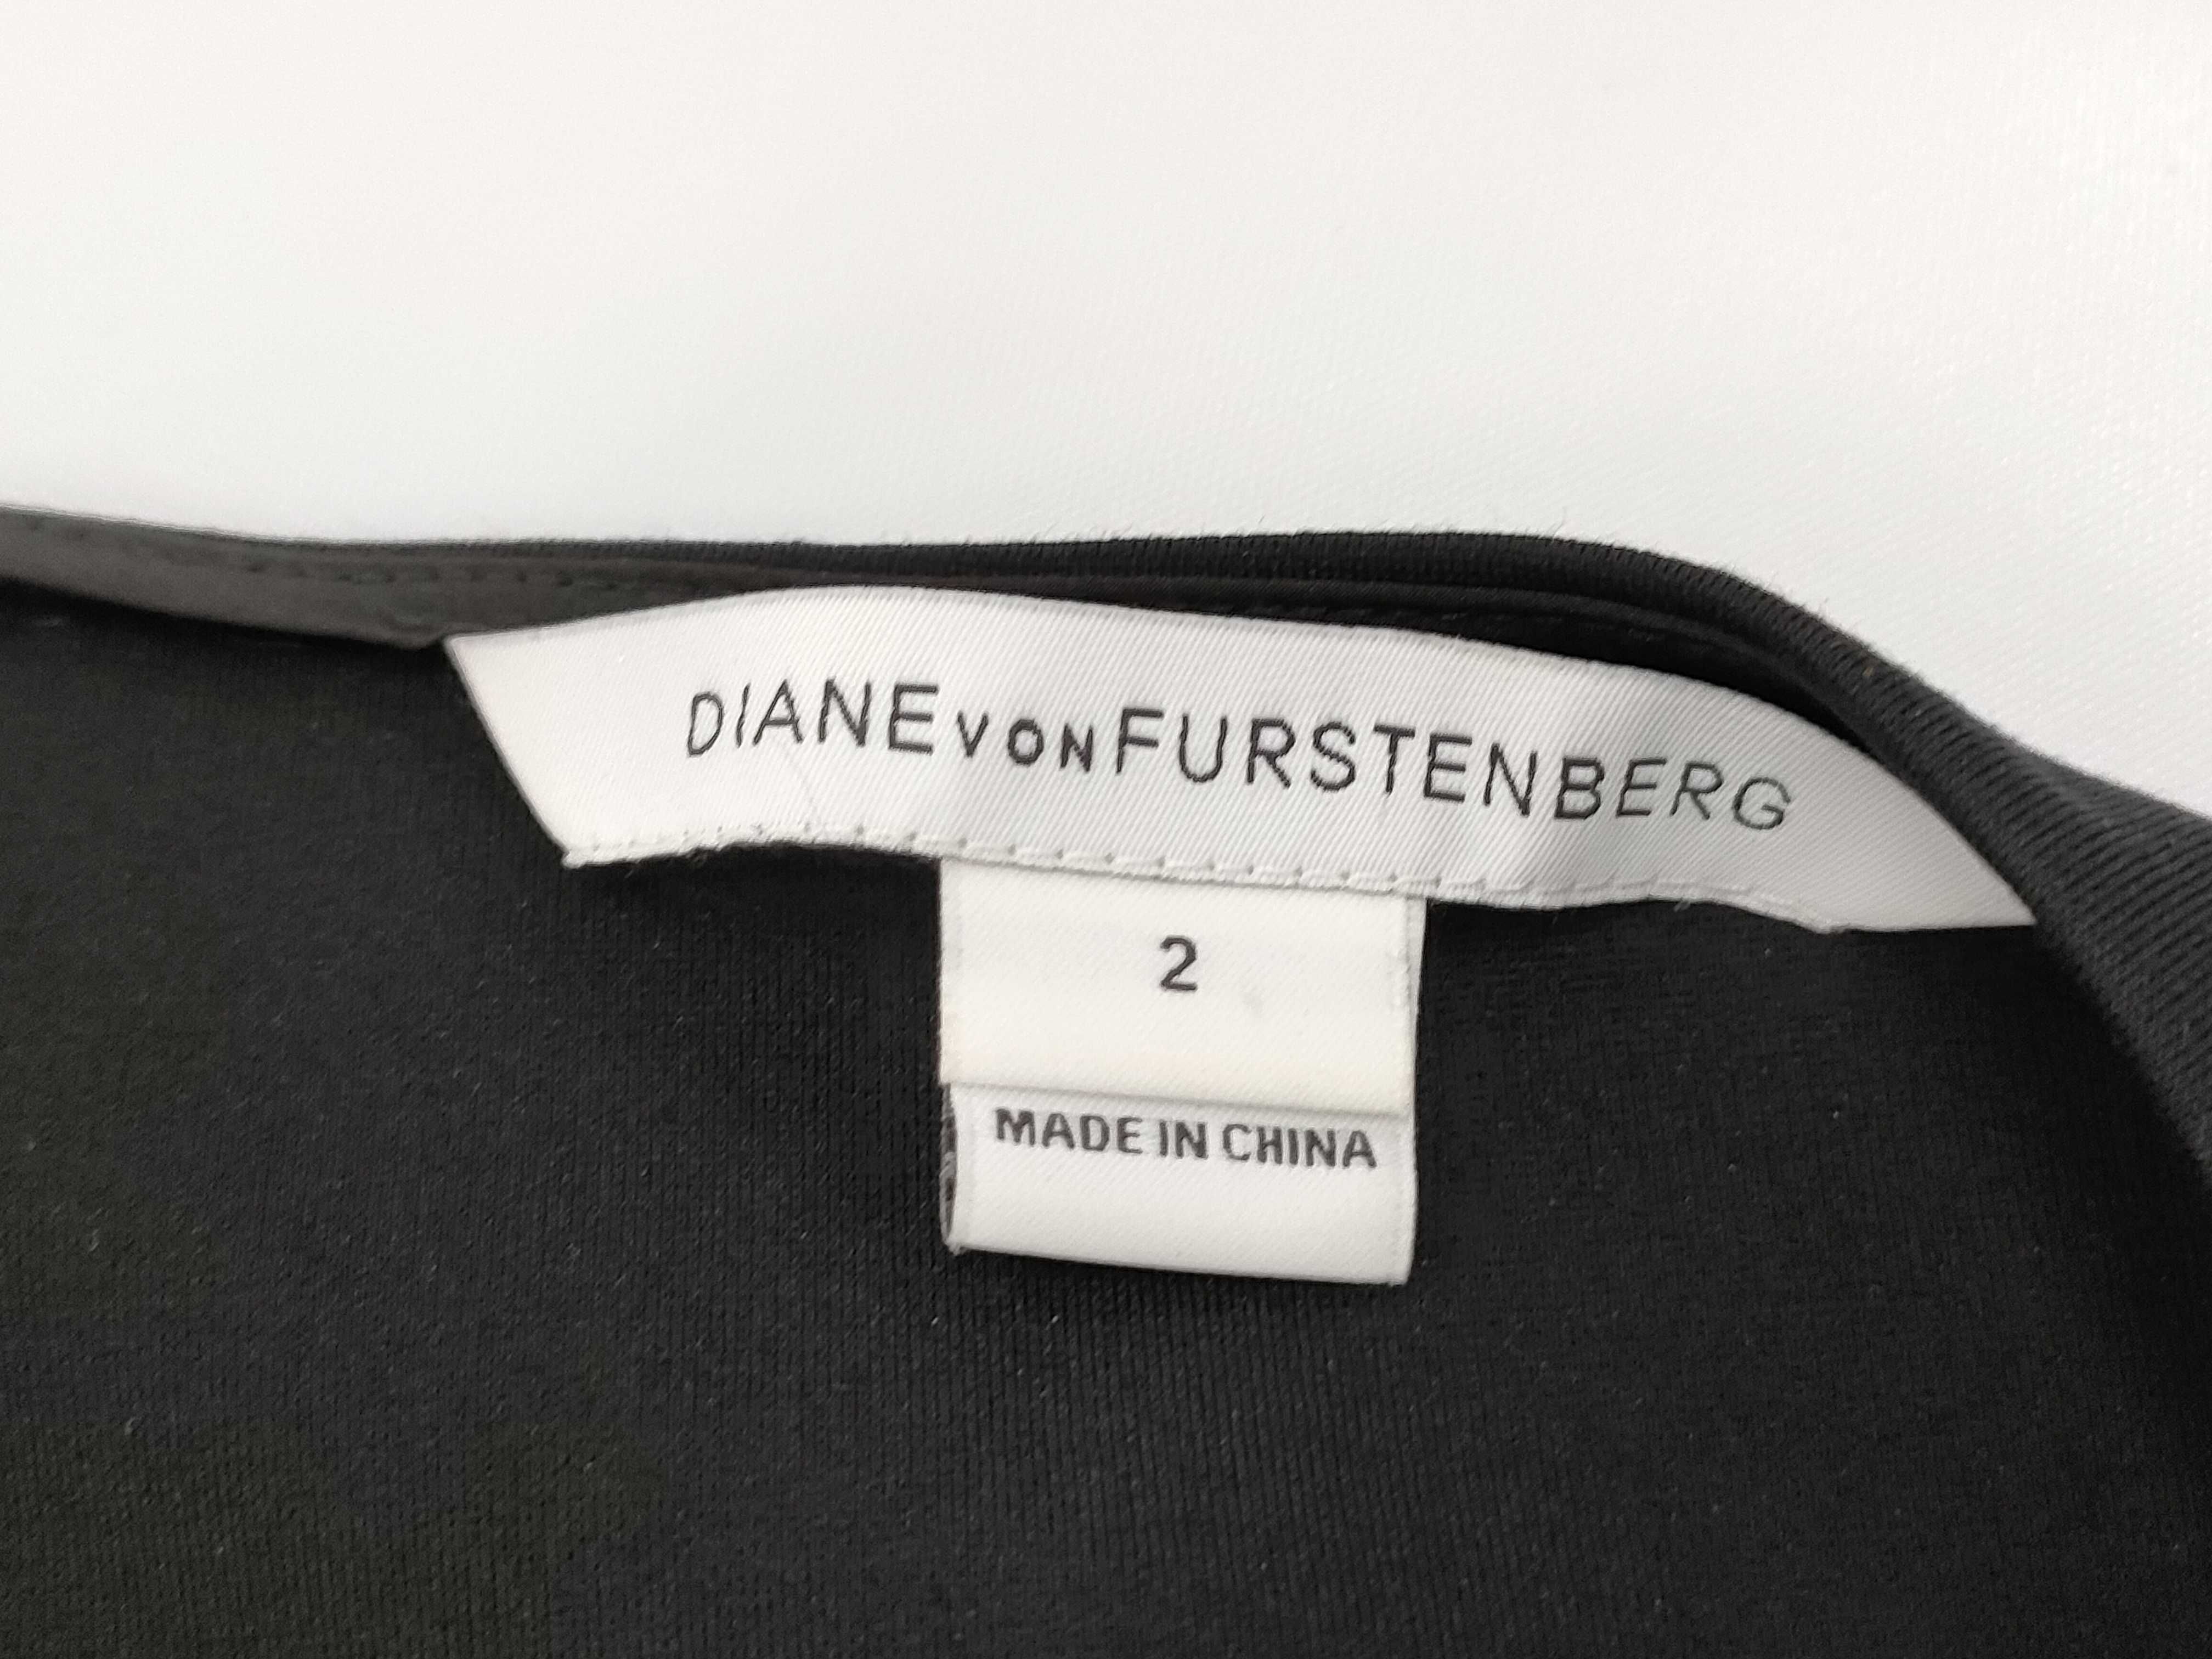 DIANE VON FURSTENBERG
2
MADE IN CHINA